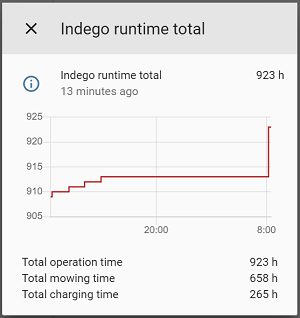 Indego runtime total
Indego runtime total 923 h
13 minutes ago
925
920
915
910
905
20:00 8:00
Total operation time 923 h
Total mowing time 658 h
Total charging time 265 h